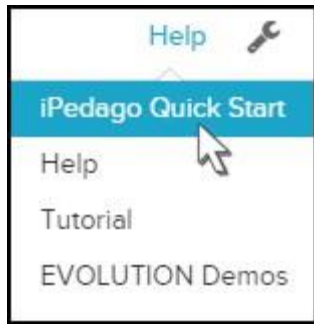 Help
iPedago Quick Start
Help
Tutorial
EVOLUTION Demos